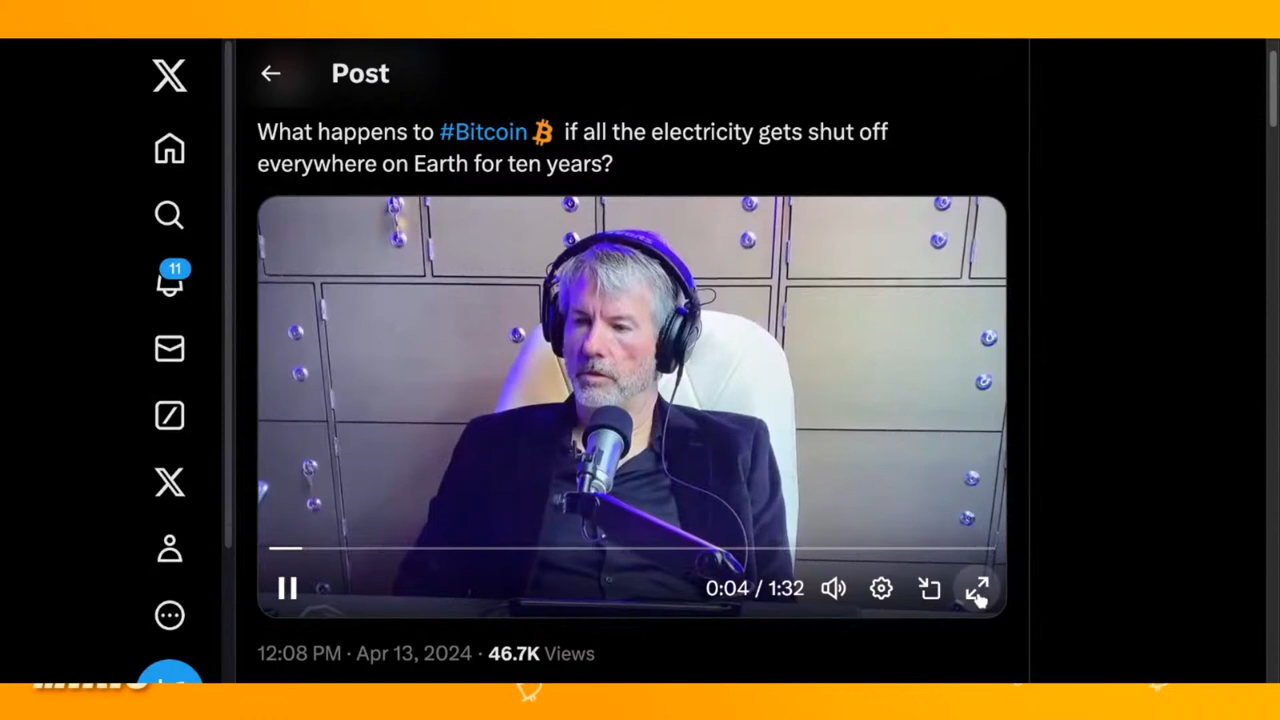 Post
What happens to #Bitcoin if all the electricity gets shut off
everywhere on Earth for ten years?
11
0:04 / 1:32
12:08 PM · Apr 13, 2024 · 46.7K Views